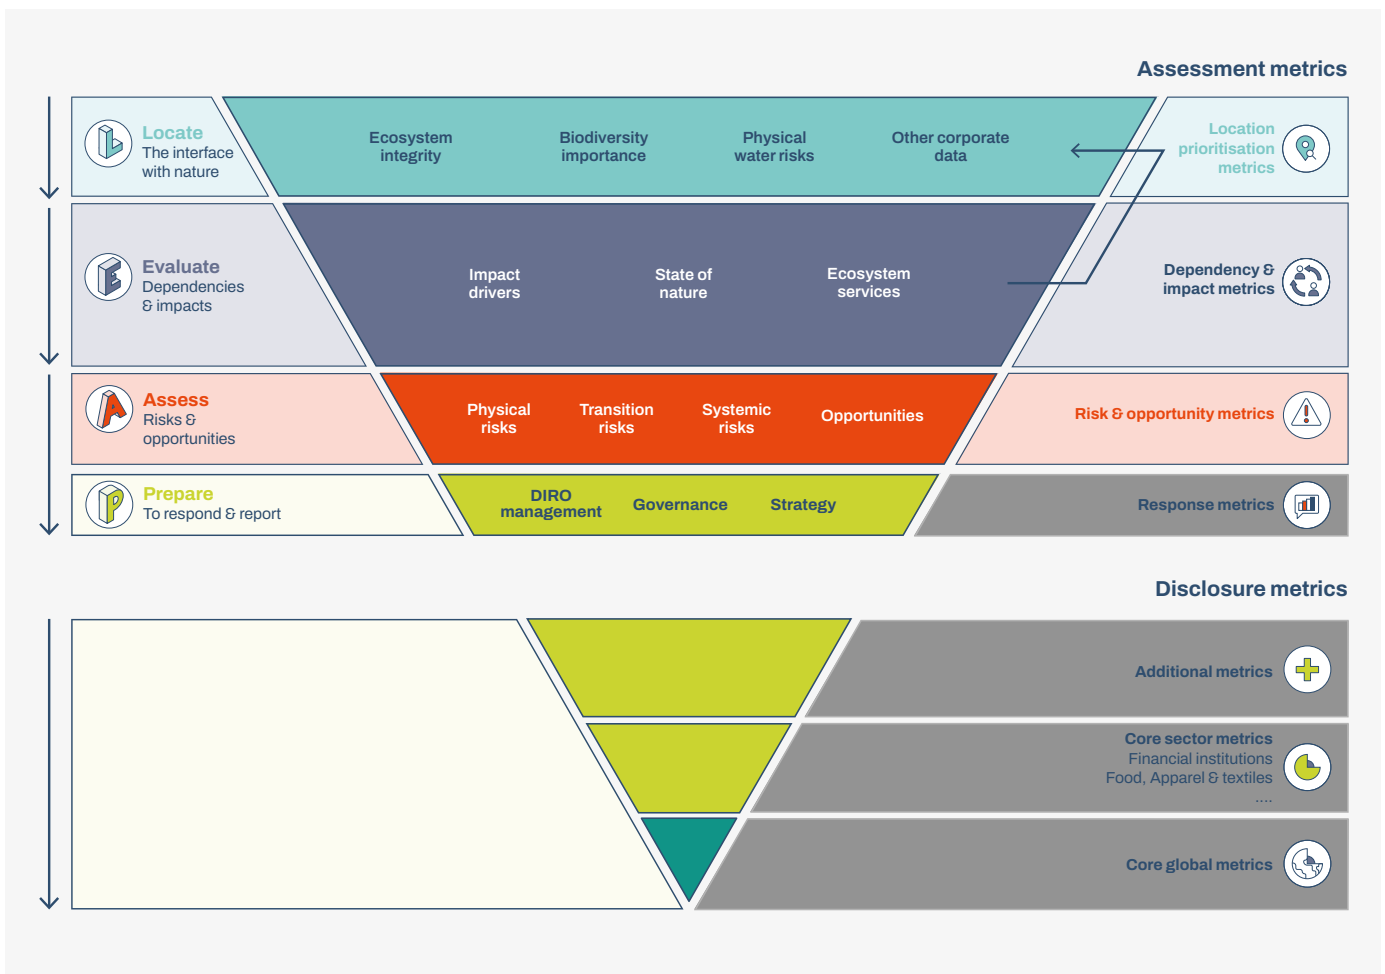 Assessment metrics
Locate
The interface
with nature
Ecosystem
integrity
Biodiversity
importance
Physical
water risks
Other corporate
data
Location
prioritisation
metrics
Evaluate
Dependencies
& impacts
Impact
drivers
State of
nature
Ecosystem
services
Dependency &
impact metrics
Assess
Risks &
opportunities
Physical
risks
Transition
risks
Systemic
risks
Opportunities
Risk & opportunity metrics
Prepare
To respond & report
DIRO
management
Governance
Strategy
Response metrics
Disclosure metrics
Additional metrics
Core sector metrics
Financial institutions
Food, Apparel & textiles
....
Core global metrics